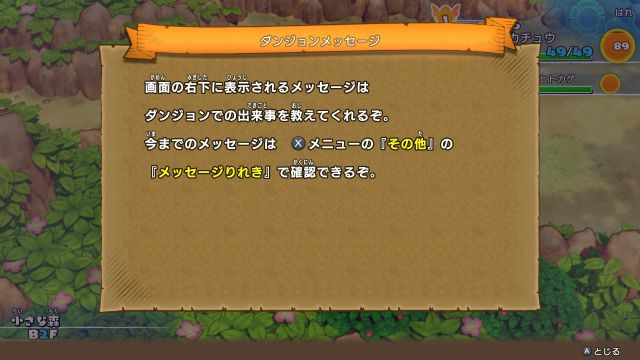 はれ
カチュウ
49/49
89
ヒトカゲ
ダンジョンメッセージ
画面の右下に表示されるメッセージは
ダンジョンでの出来事を教えてくれるぞ。
今までのメッセージは Ⓧメニューの『その他』の
『メッセージりれき』で確認できるぞ。
小さな森
B2F
Ⓐとじる